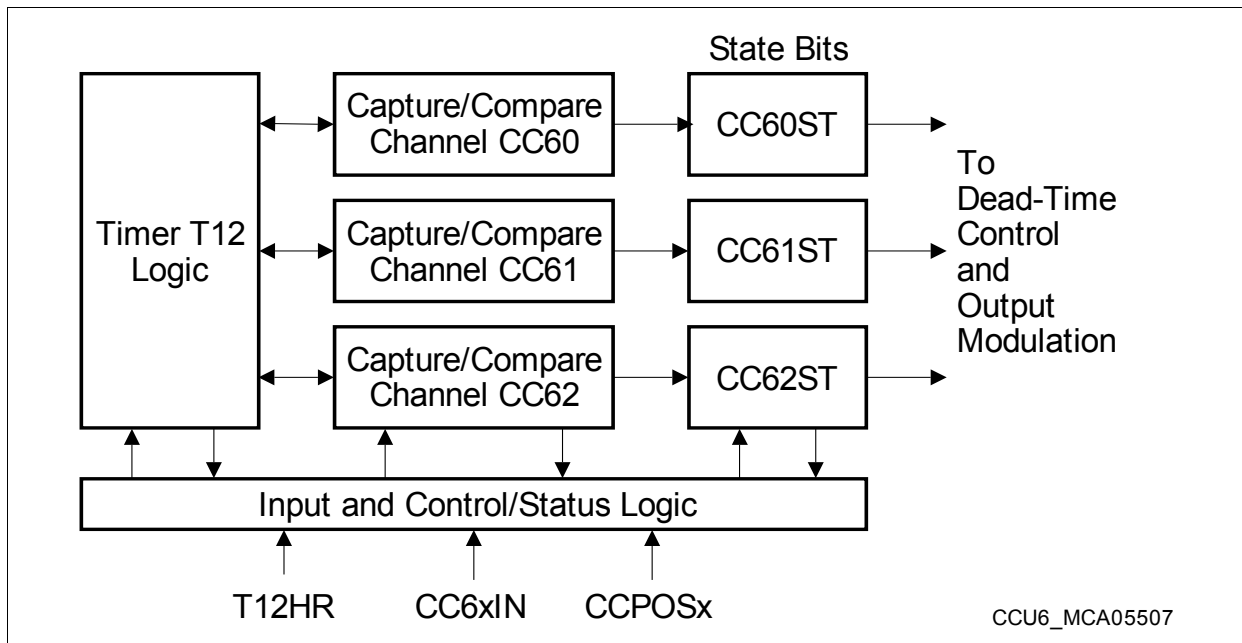 State Bits
Capture/Compare
Channel CC60
CC60ST
Timer T12
Logic
Capture/Compare
Channel CC61
CC61ST
Capture/Compare
Channel CC62
CC62ST
To
Dead-Time
Control
and
Output
Modulation
Input and Control/Status Logic
T12HR
CC6xIN
CCPOSx
CCU6_MCA05507